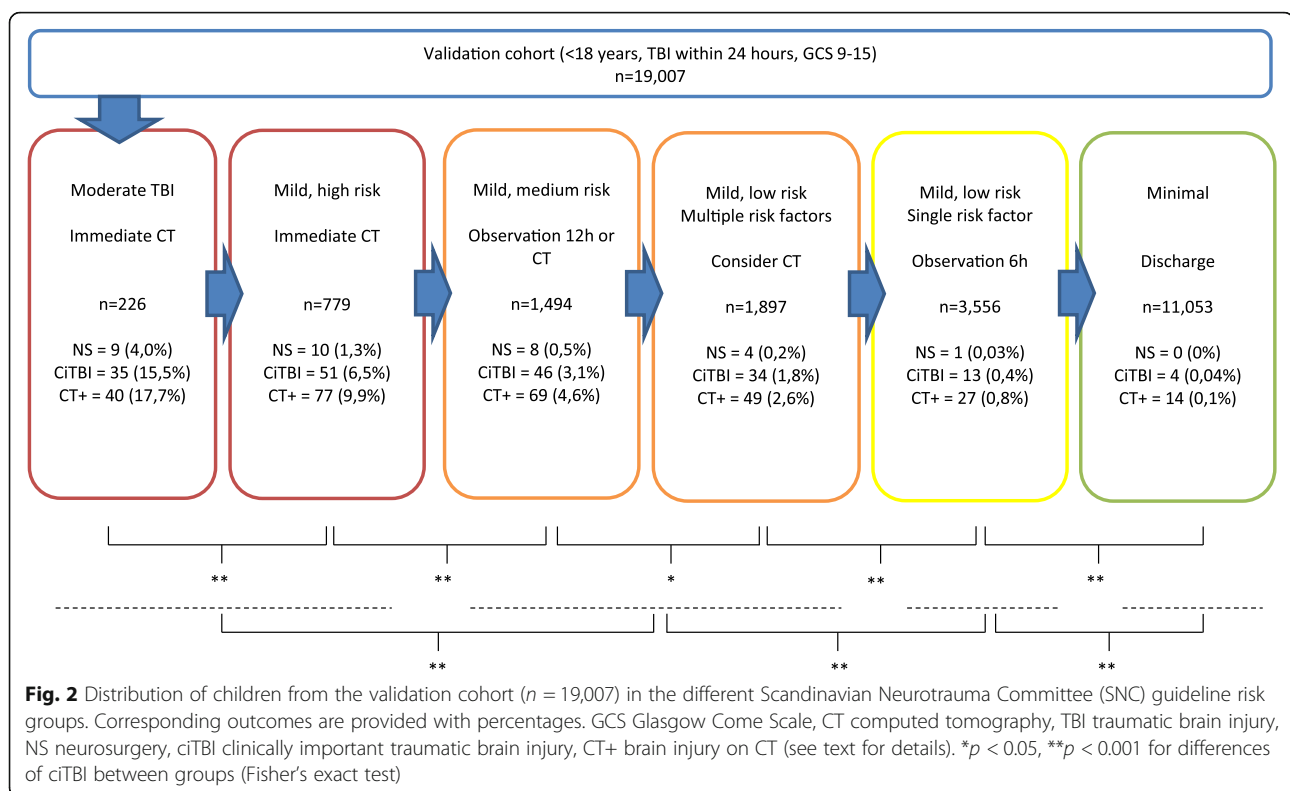 Validation cohort (<18 years, TBI within 24 hours, GCS 9-15)
n=19,007
Moderate TBI
Immediate CT
n=226
NS = 9 (4,0%)
CiTBI = 35 (15,5%)
CT+ = 40 (17,7%)
Mild, high risk
Immediate CT
n=779
NS = 10 (1,3%)
CiTBI = 51 (6,5%)
CT+ = 77 (9,9%)
Mild, medium risk
Observation 12h or
CT
n=1,494
NS = 8 (0,5%)
CiTBI = 46 (3,1%)
CT+ = 69 (4,6%)
Mild, low risk
Multiple risk factors
Consider CT
n=1,897
NS = 4 (0,2%)
CiTBI = 34 (1,8%)
CT+ = 49 (2,6%)
Mild, low risk
Single risk factor
Observation 6h
n=3,556
NS = 1 (0,03%)
CiTBI = 13 (0,4%)
CT+ = 27 (0,8%)
Minimal
Discharge
n=11,053
NS = 0 (0%)
CiTBI = 4 (0,04%)
CT+ = 14 (0,1%)
** ** * ** **
** ** **
Fig. 2 Distribution of children from the validation cohort (n = 19,007) in the different Scandinavian Neurotrauma Committee (SNC) guideline risk
groups. Corresponding outcomes are provided with percentages. GCS Glasgow Come Scale, CT computed tomography, TBI traumatic brain injury,
NS neurosurgery, ciTBI clinically important traumatic brain injury, CT+ brain injury on CT (see text for details). *p < 0.05, **p < 0.001 for differences
of ciTBI between groups (Fisher's exact test)